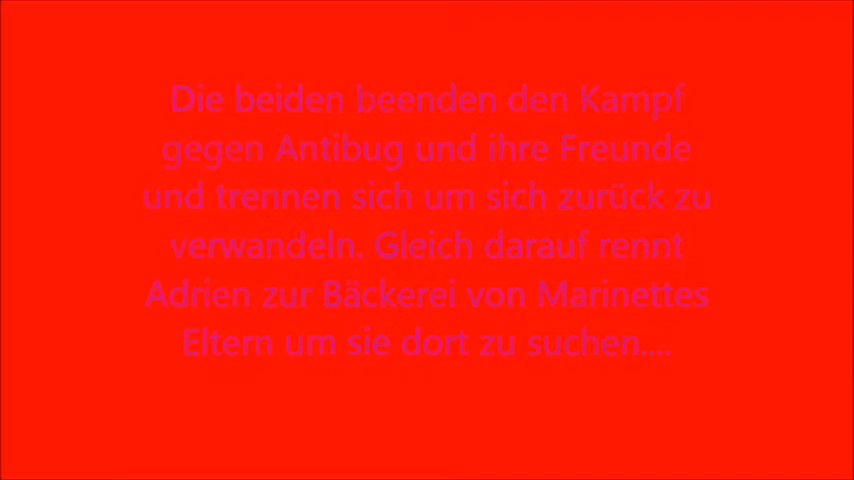 Die beiden beenden den Kampf
gegen Antibug und ihre Freunde
und trennen sich um sich zurück zu
verwandeln. Gleich darauf rennt
Adrien zur Bäckerei von Marinettes
Eltern um sie dort zu suchen....